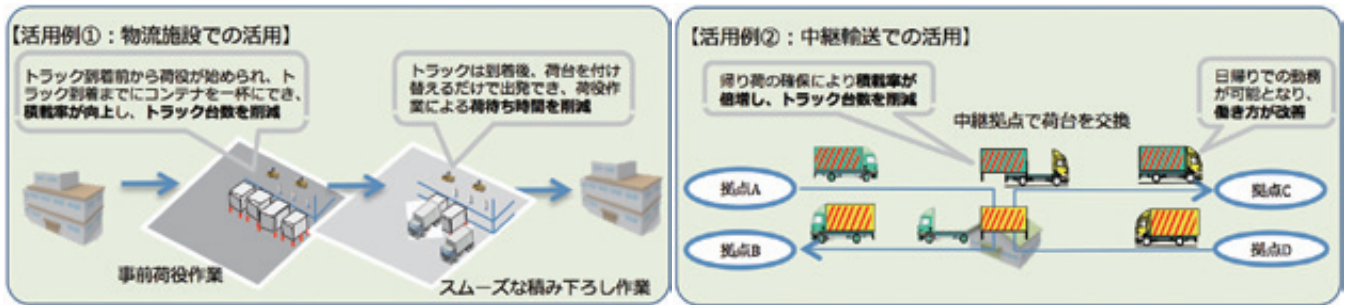 【活用例①:物流施設での活用】
トラック到着前から荷役が始められ、ト
ラック到着までにコンテナを一杯にでき、
積載率が向上し、トラック台数を削減
トラックは到着後、荷台を付け
替えるだけで出発でき、荷役作
業による荷待ち時間を削減
事前荷役作業
スムーズな積み下ろし作業
【活用例②:中継輸送での活用】
帰り荷の確保により積載率が
倍増し、トラック台数を削減
日帰りでの勤務
が可能となり、
働き方が改善
中継拠点で荷台を交換
拠点A
拠点C
拠点B
拠点D